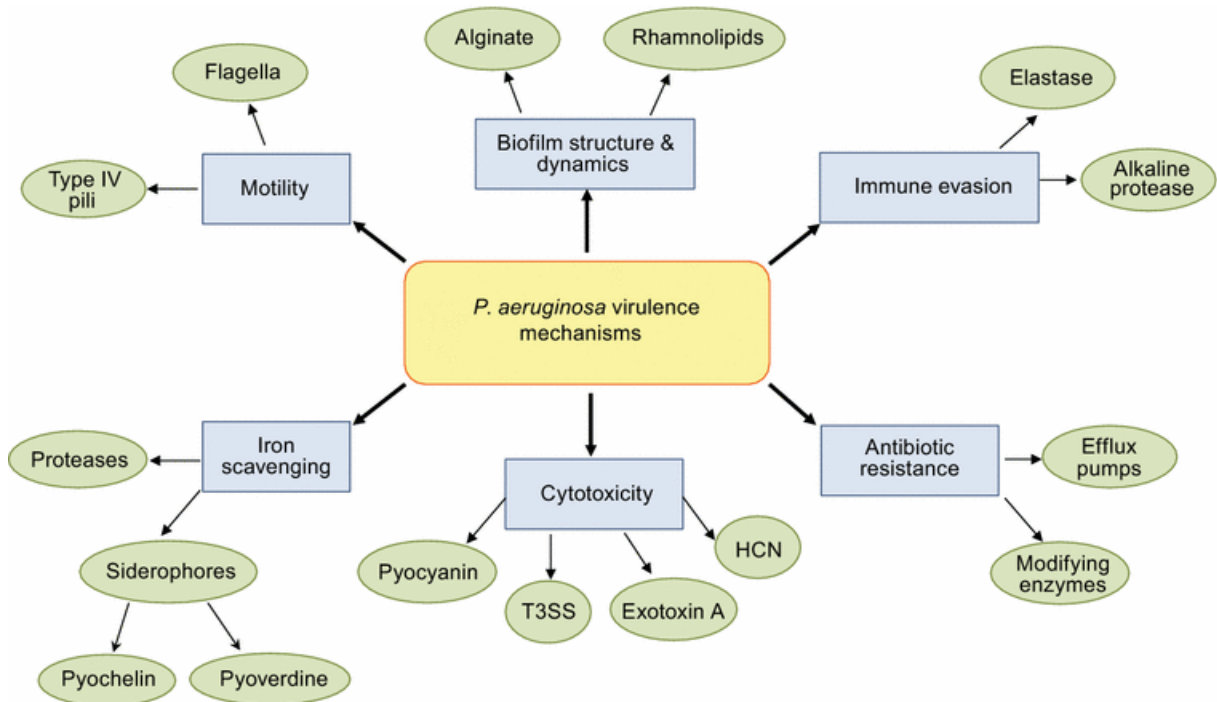 Alginate
Rhamnolipids
Flagella
Elastase
Biofilm structure &
dynamics
Type IV
pili
Motility
Immune evasion
Alkaline
protease
P. aeruginosa virulence
mechanisms
Proteases
Iron
scavenging
Antibiotic
resistance
Efflux
pumps
Cytotoxicity
Siderophores
Pyocyanin
HCN
Modifying
enzymes
T3SS
Exotoxin A
Pyochelin
Pyoverdine